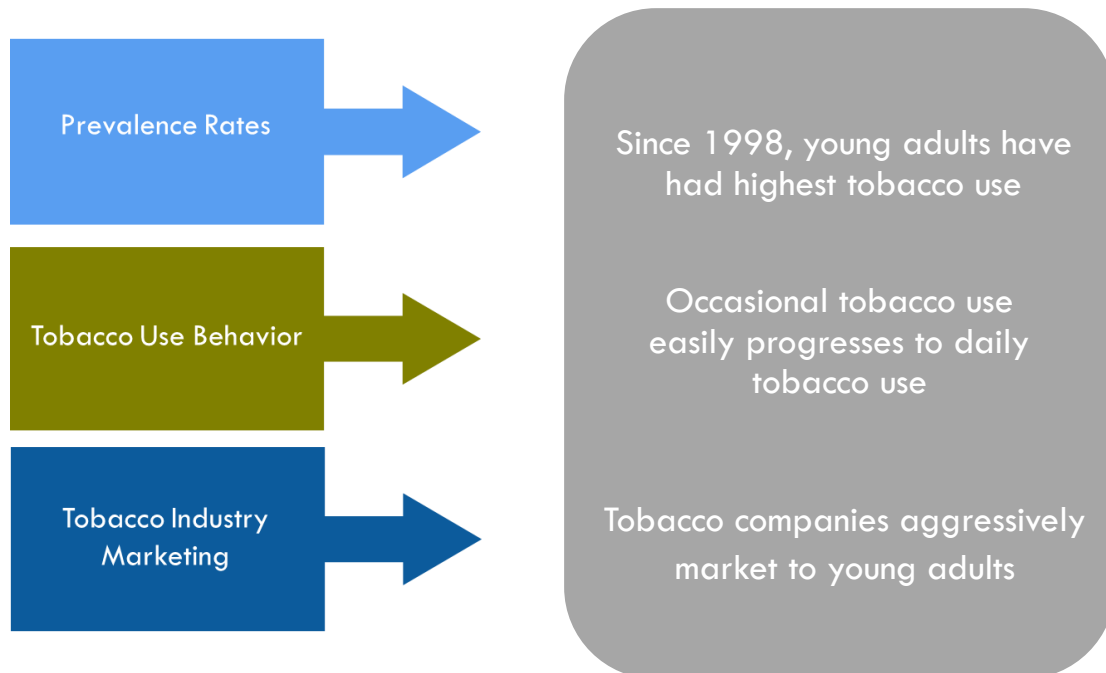 Prevalence Rates
Since 1998, young adults have
had highest tobacco use
Tobacco Use Behavior
Occasional tobacco use
easily progresses to daily
tobacco use
Tobacco Industry
Marketing
Tobacco companies aggressively
market to young adults